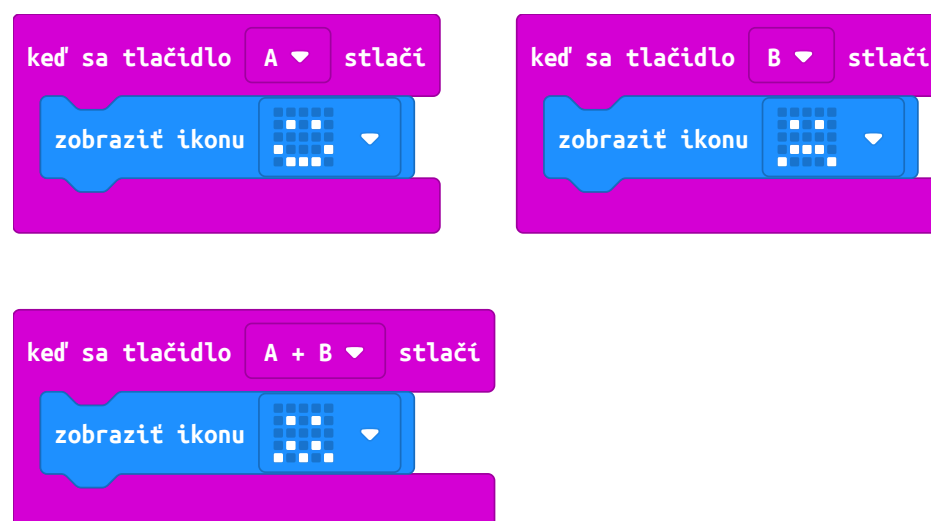 keď sa tlačidlo A stlačí
zobraziť ikonu
keď sa tlačidlo B stlačí
zobraziť ikonu
keď sa tlačidlo A + B stlačí
zobraziť ikonu